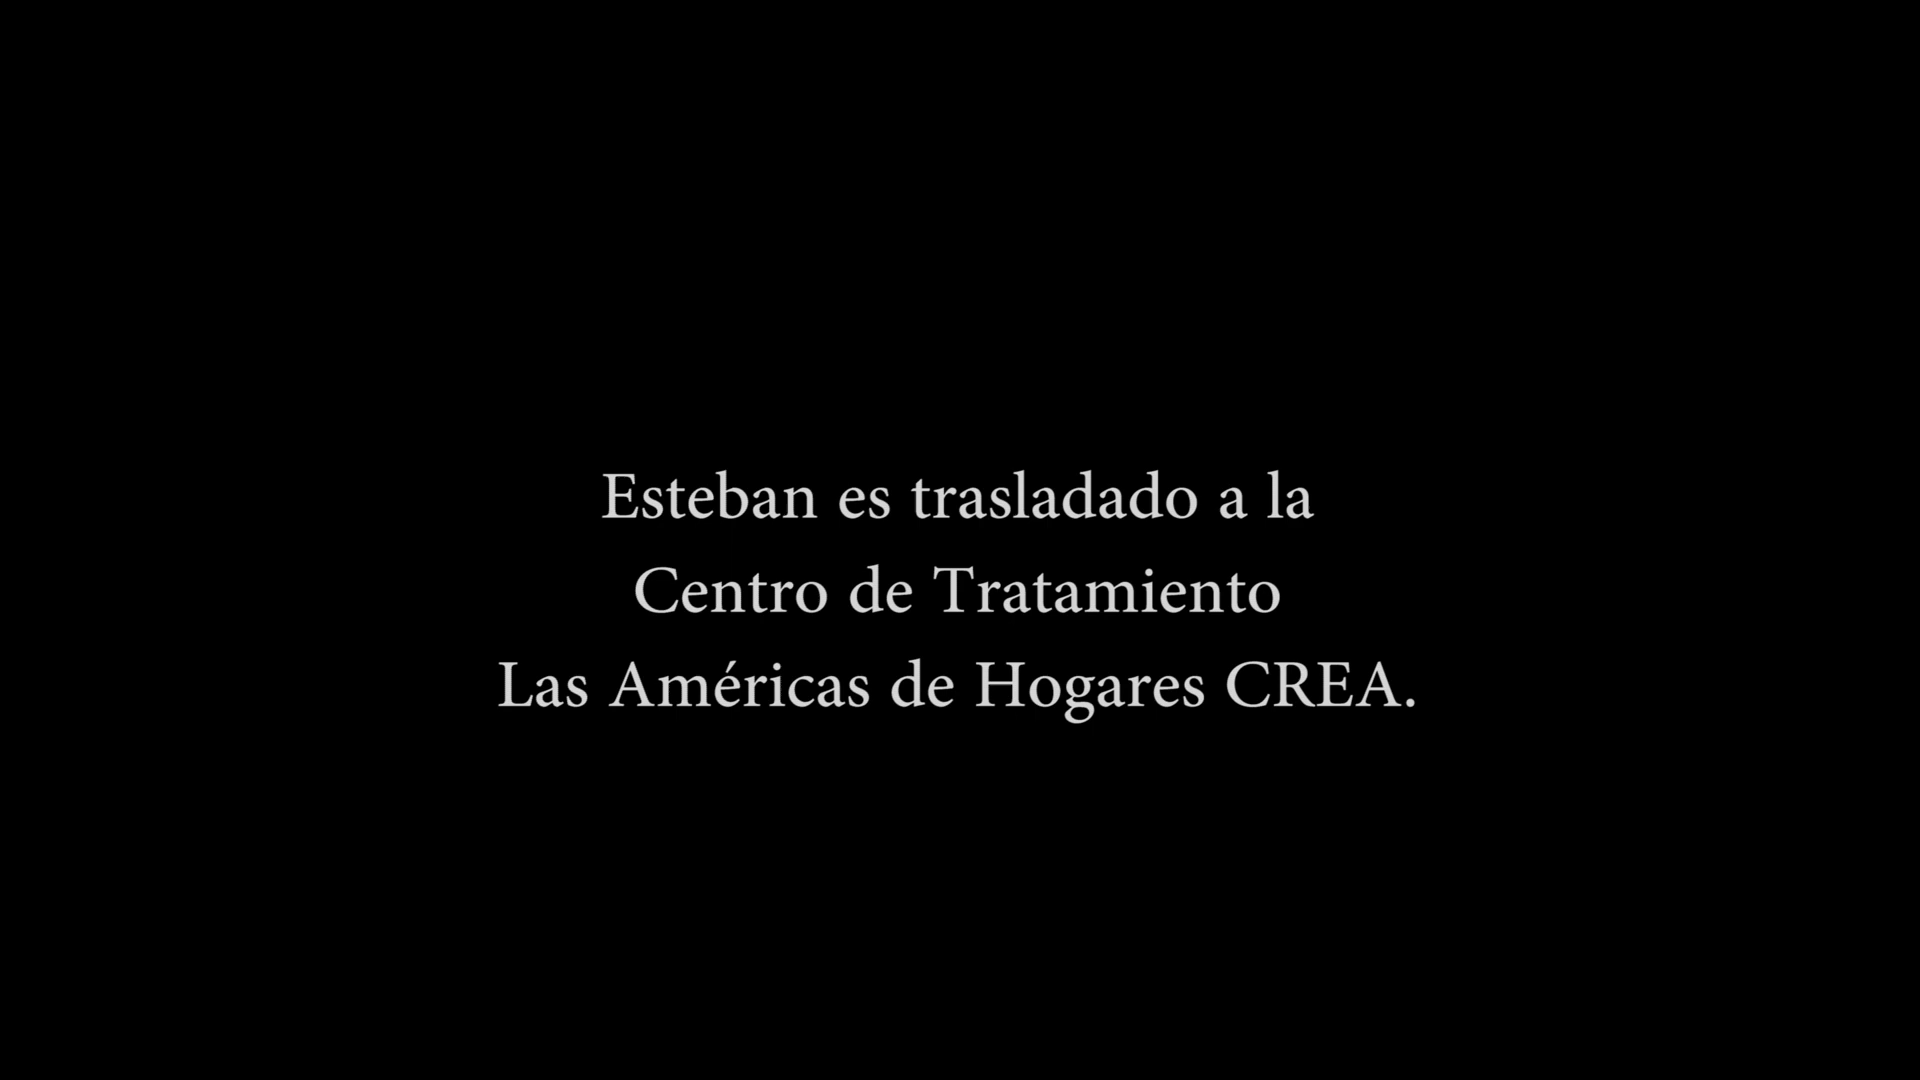 Esteban es trasladado a la
Centro de Tratamiento
Las Américas de Hogares CREA.